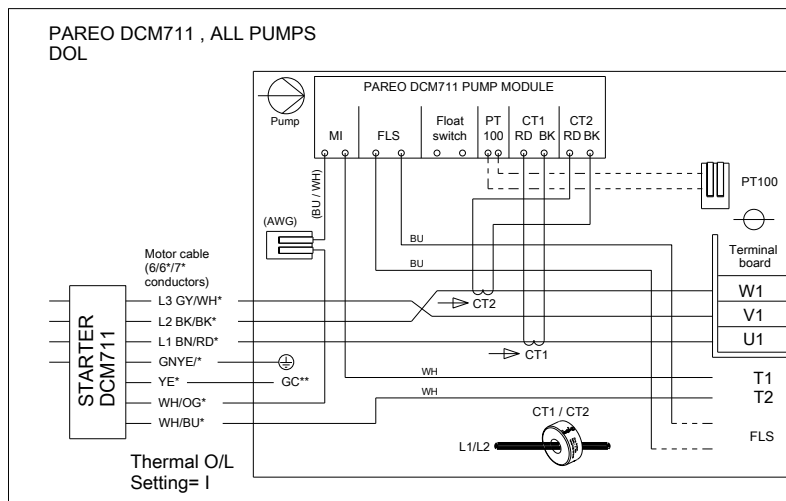 PAREO DCM711 , ALL PUMPS
DOL
PAREO DCM711 PUMP MODULE
Pump
MI
FLS
Float
switch
PT
100
CT1
RD BK
CT2
RD BK
(BU / WH)
(AWG)
PT100
BU
BU
Motor cable
(6/6*/7*
conductors)
Terminal
board
L3 GY/WH*
CT2
W1
L2 BK/BK*
V1
L1 BN/RD*
CT1
U1
GNYE/*
YE*
GC**
WH
T1
WH/OG*
WH
T2
WH/BU*
STARTER
DCM711
CT1 / CT2
L1/L2
FLS
Thermal O/L
Setting= I